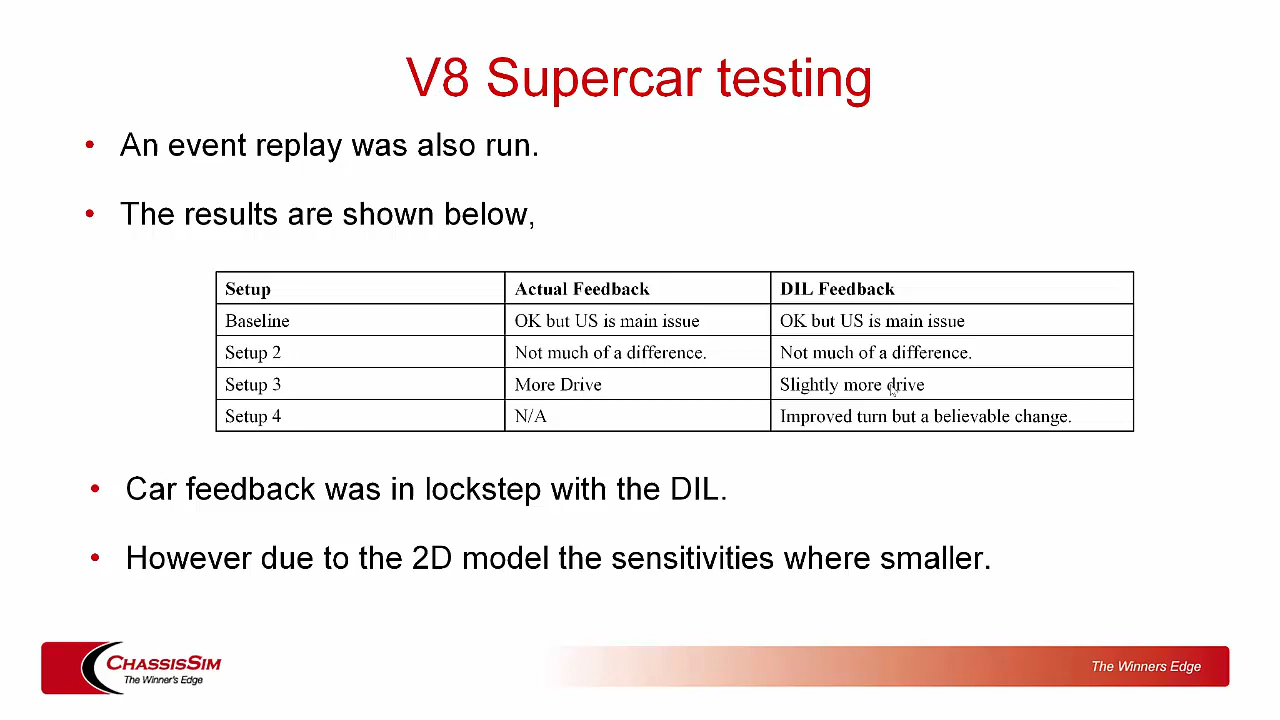 V8 Supercar testing
• An event replay was also run.
• The results are shown below,
Setup Actual Feedback DIL Feedback
Baseline OK but US is main issue OK but US is main issue
Setup 2 Not much of a difference. Not much of a difference.
Setup 3 More Drive Slightly more drive
Setup 4 N/A Improved turn but a believable change.
• Car feedback was in lockstep with the DIL.
• However due to the 2D model the sensitivities where smaller.
CHASSISSIM
The Winner's Edge
The Winners Edge